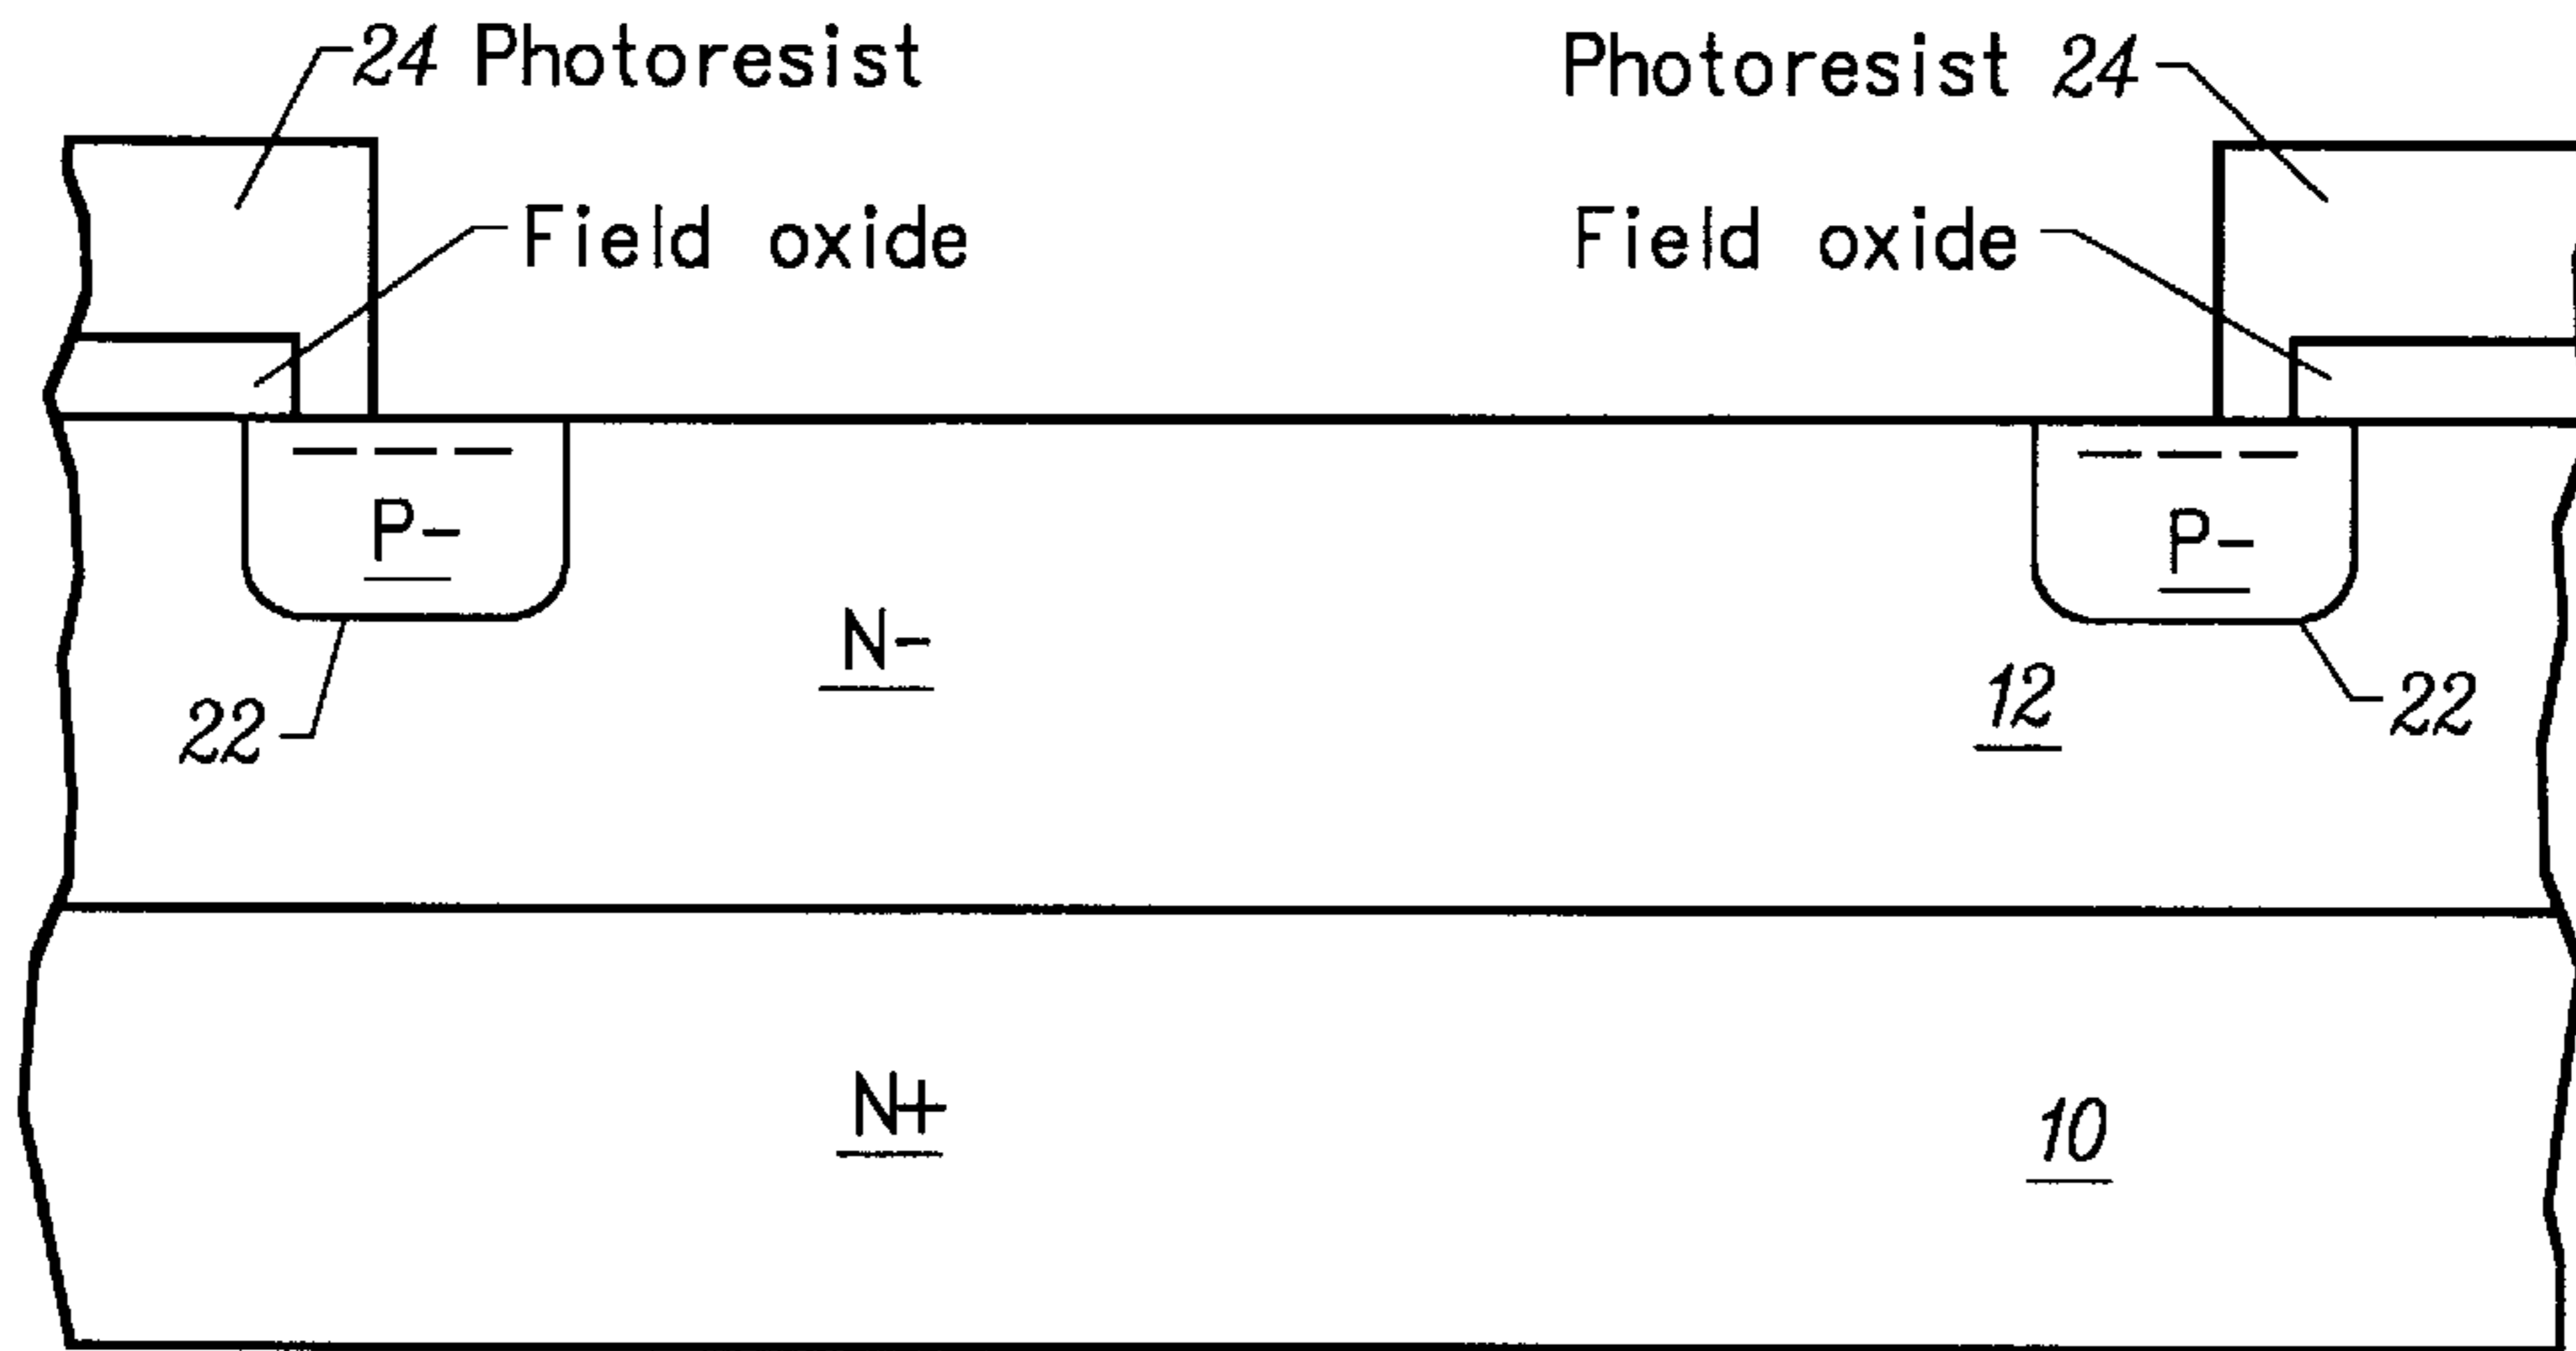 24 Photoresist
Photoresist 24
Field oxide
Field oxide
P-
P-
N-
12
22
22
N+
10